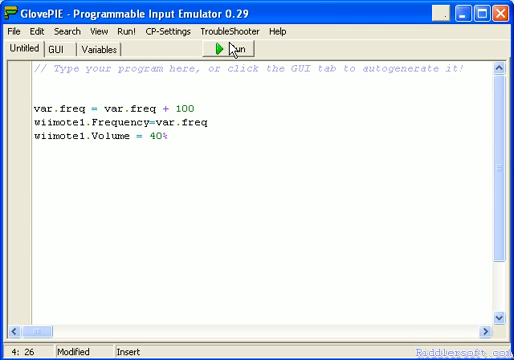 GlovePIE - Programmable Input Emulator 0.29
File Edit Search View Run! CP-Settings TroubleShooter Help
Untitled GUI Variables Run
// Type your program here, or click the GUI tab to autogenerate it!
var.freq = var.freq + 100
wiimote1.Frequency=var.freq
wiimote1.Volume = 40%
4: 26 Modified Insert
Riddlersoft.com